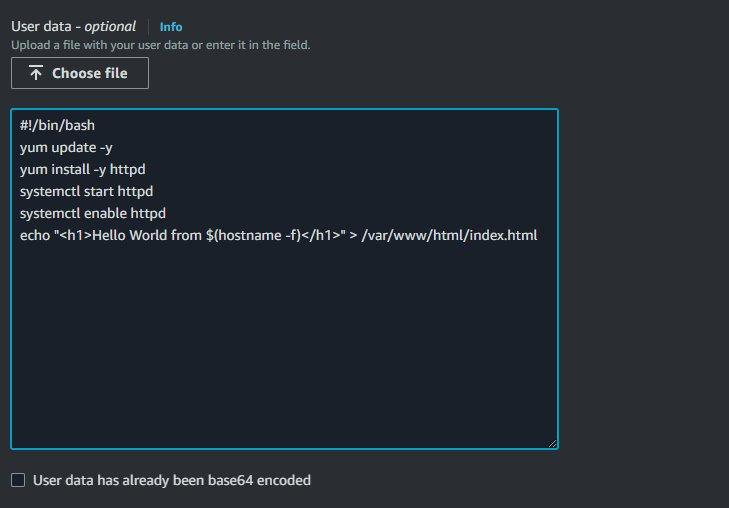 User data - optional Info
Upload a file with your user data or enter it in the field.
Choose file
#!/bin/bash
yum update -y
yum install -y httpd
systemctl start httpd
systemctl enable httpd
echo "<h1>Hello World from $(hostname -f)</h1>" > /var/www/html/index.html
User data has already been base64 encoded